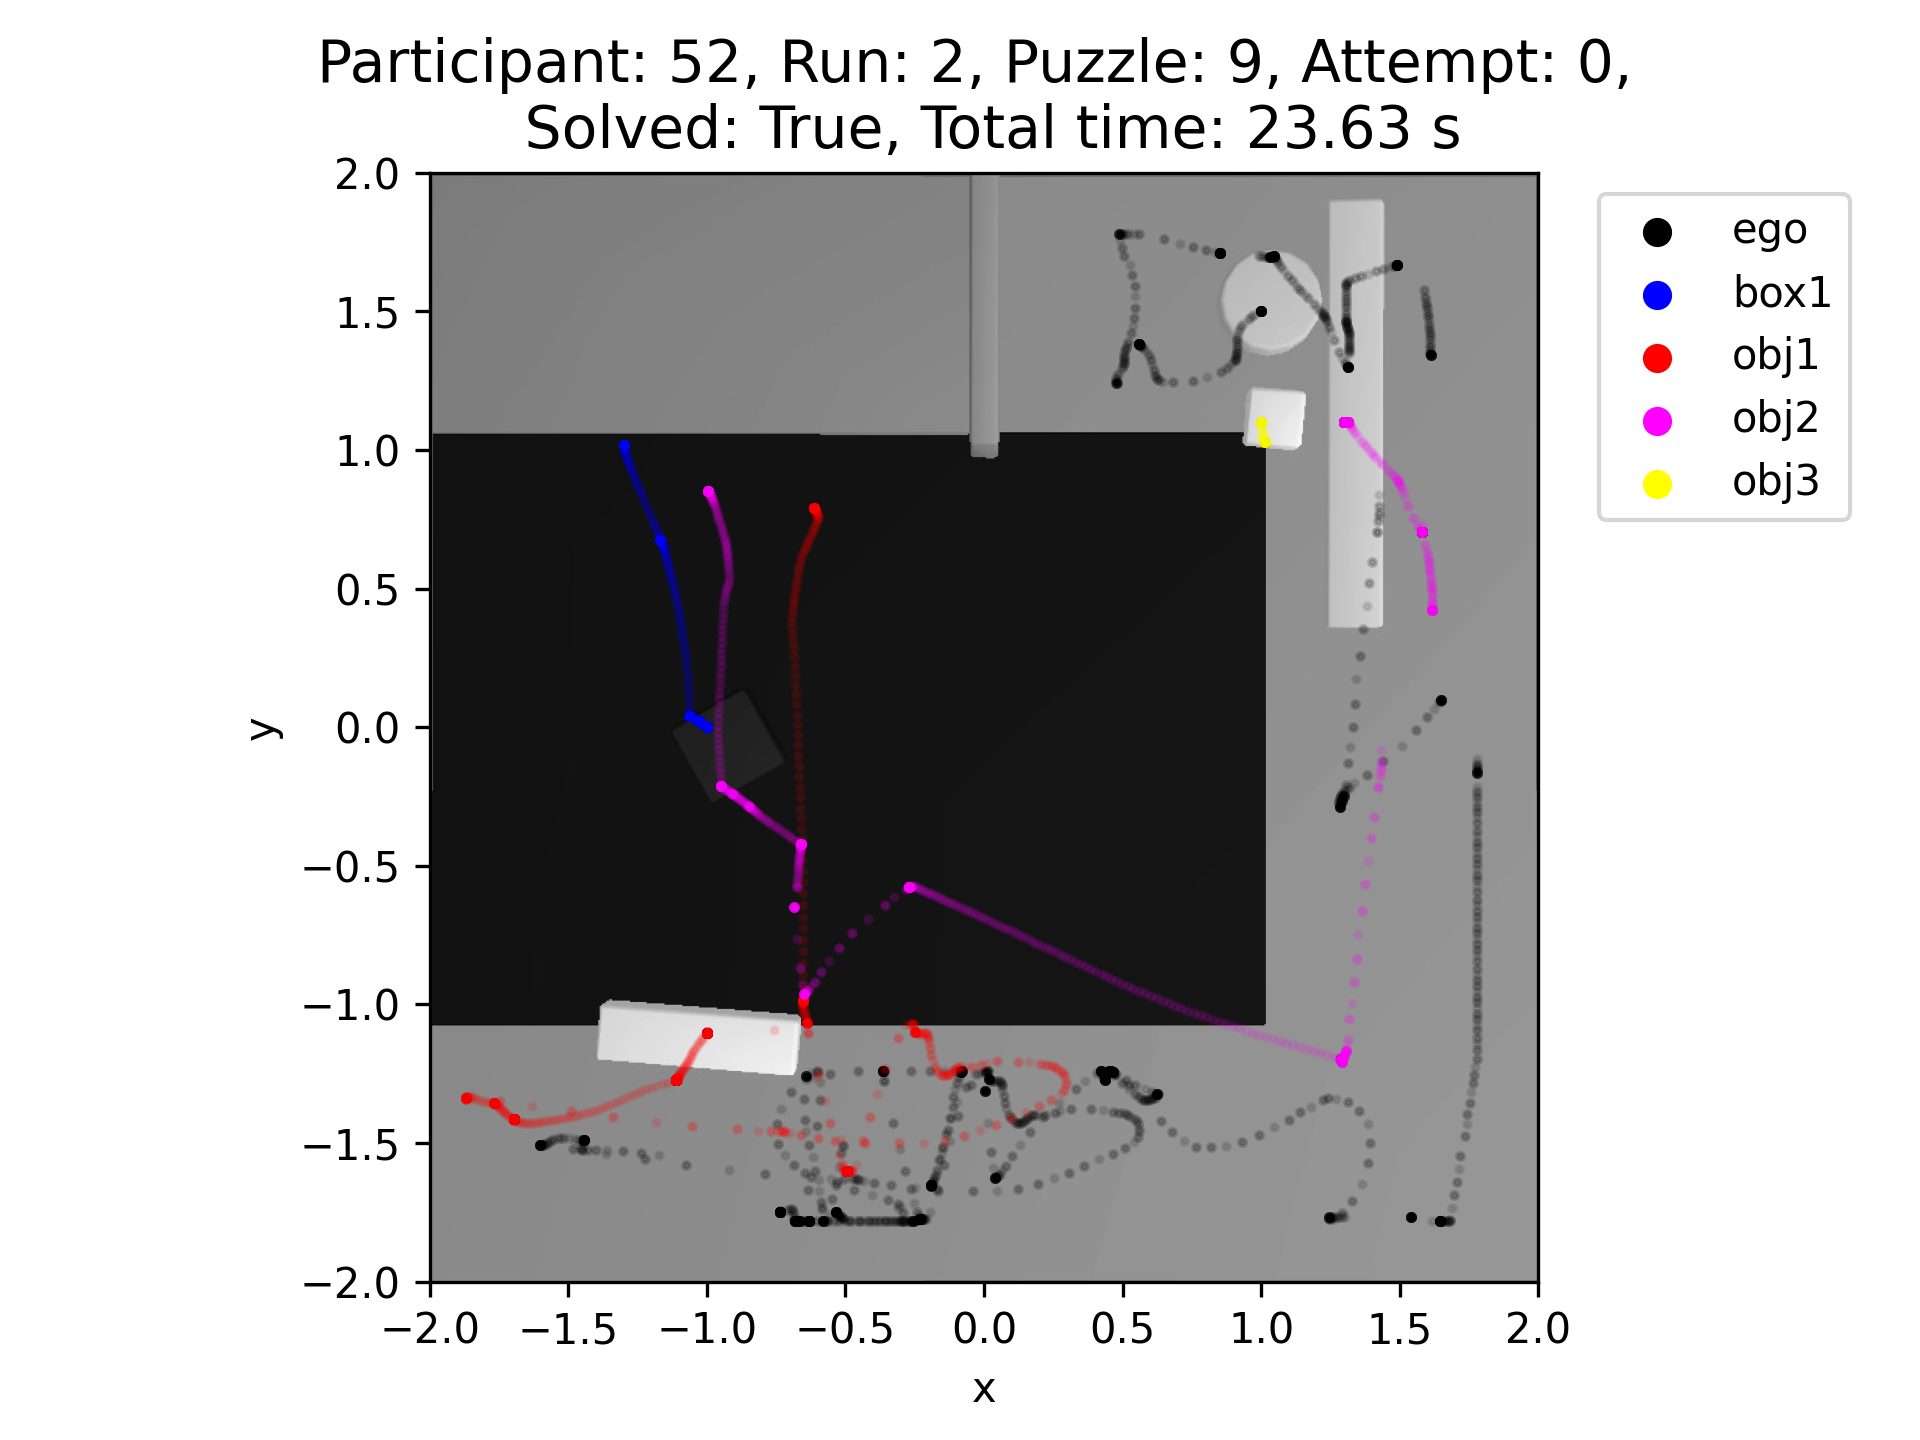 Participant: 52, Run: 2, Puzzle: 9, Attempt: 0,
Solved: True, Total time: 23.63 s
2.0
1.5
1.0
0.5
0.0
−0.5
−1.0
−1.5
−2.0
y
−2.0 −1.5 −1.0 −0.5 0.0 0.5 1.0 1.5 2.0
x
ego
box1
obj1
obj2
obj3